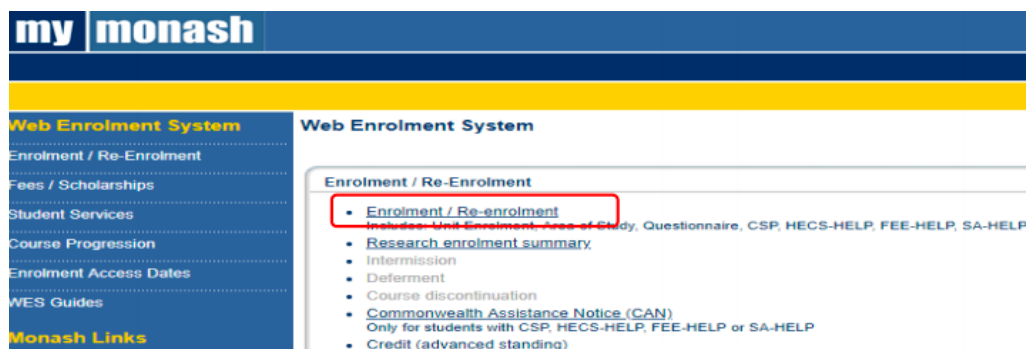 my monash
Web Enrolment System
Enrolment / Re-Enrolment
Fees / Scholarships
Student Services
Course Progression
Enrolment Access Dates
WES Guides
Monash Links
Web Enrolment System
Enrolment / Re-Enrolment
• Enrolment / Re-enrolment
Includes: Unit Enrolment, Area of Study, Questionnaire, CSP, HECS-HELP, FEE-HELP, SA-HELP
• Research enrolment summary
• Intermission
• Deferment
• Course discontinuation
• Commonwealth Assistance Notice (CAN)
Only for students with CSP, HECS-HELP, FEE-HELP or SA-HELP
• Credit (advanced standing)